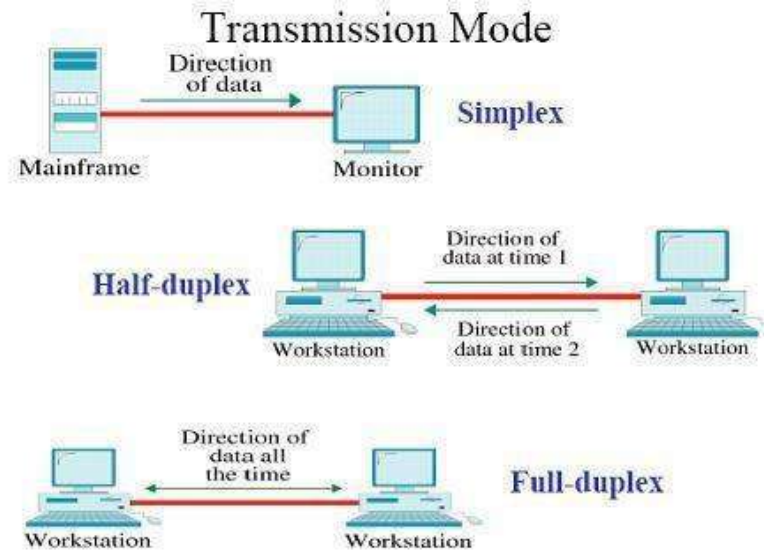 Transmission Mode
Direction
of data
Simplex
Mainframe
Monitor
Direction of
data at time 1
Half-duplex
Direction of
data at time 2
Workstation
Workstation
Direction of
data all
the time
Full-duplex
Workstation
Workstation